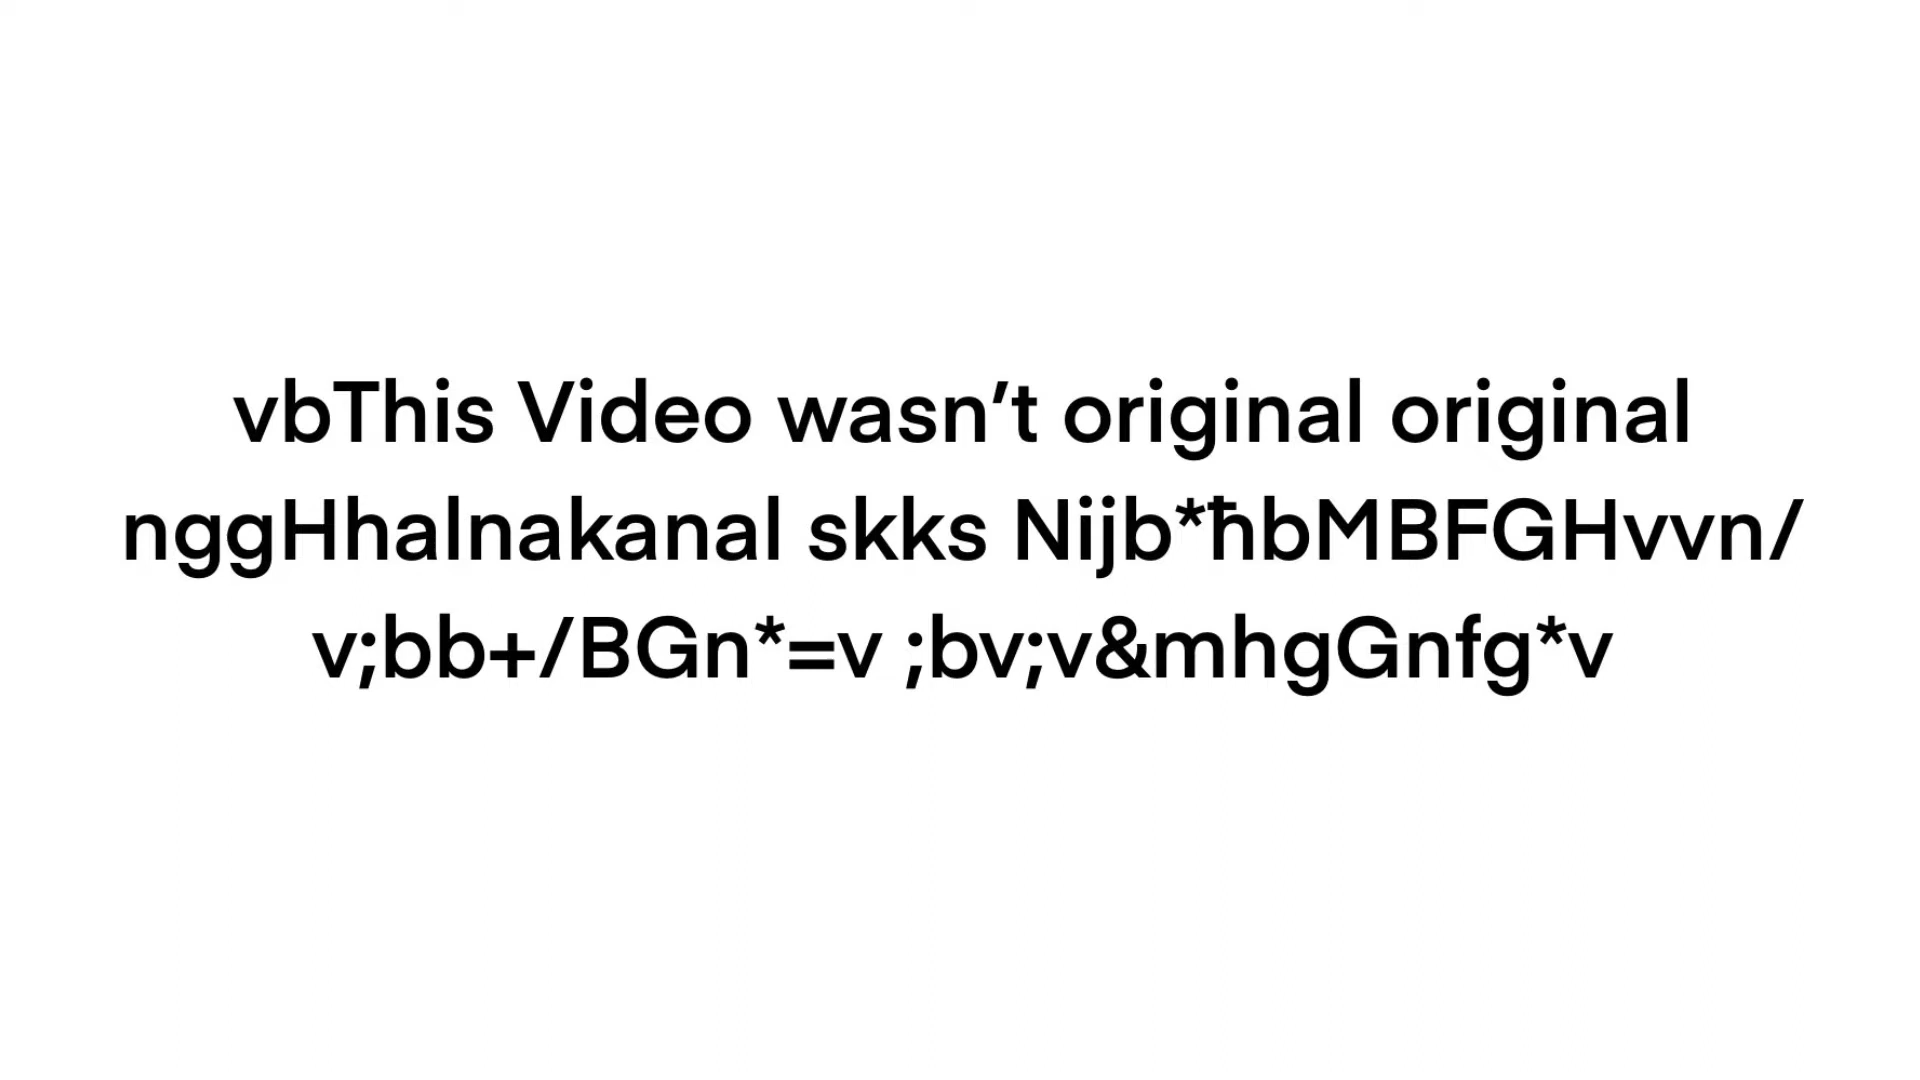 vbThis Video wasn’t original original
nggHhalnakanal skks Nijb*ħbMBFGHvvn/
v;bb+/BGn*=v ;bv;v&mhgGnfg*v